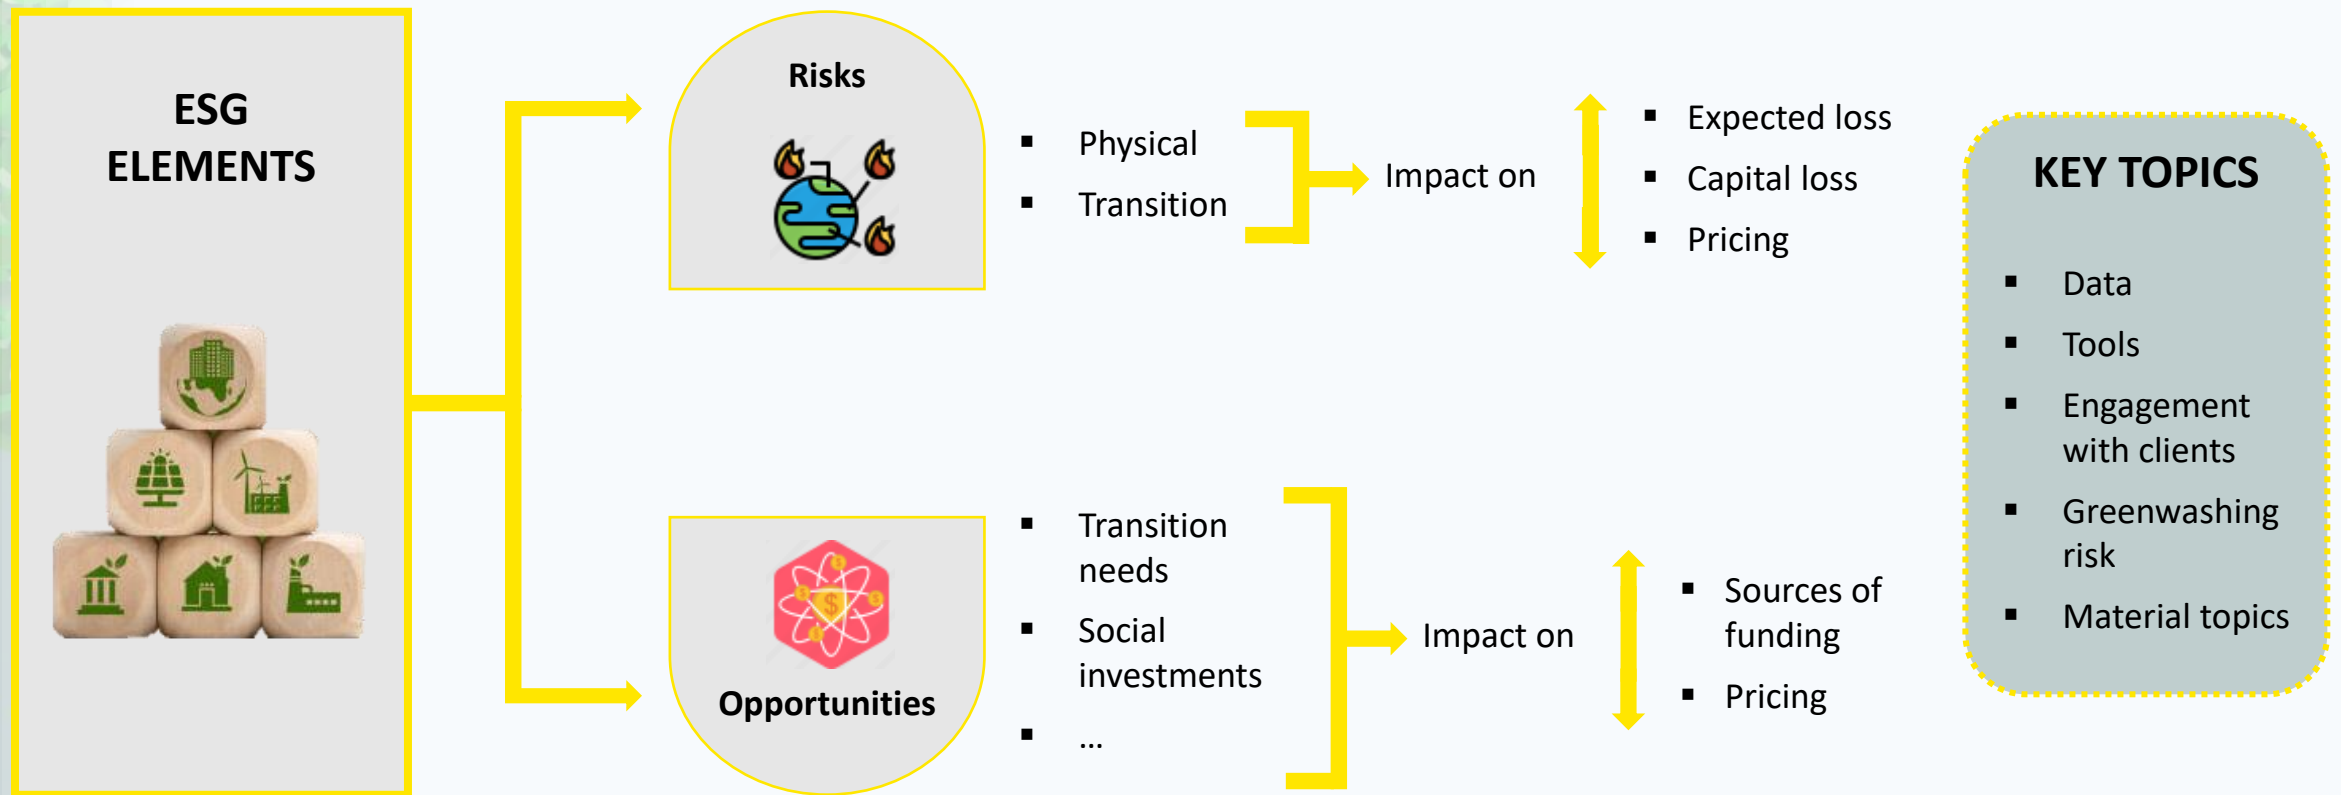 ESG
ELEMENTS
Risks
▪ Physical
▪ Transition
Impact on
▪ Expected loss
▪ Capital loss
▪ Pricing
Opportunities
▪ Transition
needs
▪ Social
investments
▪ ...
Impact on
▪ Sources of
funding
▪ Pricing
KEY TOPICS
▪ Data
▪ Tools
▪ Engagement
with clients
▪ Greenwashing
risk
▪ Material topics